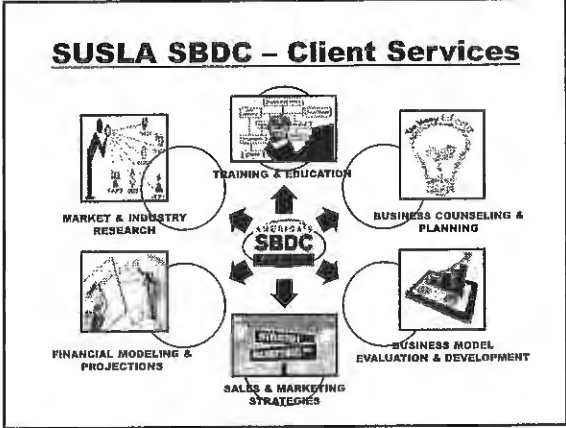 SUSLA SBDC – Client Services
TRAINING & EDUCATION
MARKET & INDUSTRY
RESEARCH
BUSINESS COUNSELING &
PLANNING
AMERICA'S
SBDC
FINANCIAL MODELING &
PROJECTIONS
BUSINESS MODEL
EVALUATION & DEVELOPMENT
SALES & MARKETING
STRATEGIES